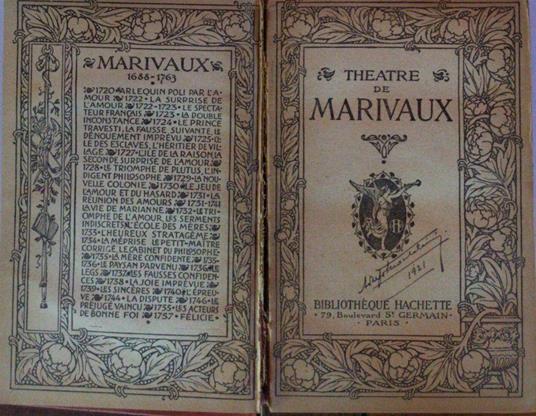 MARIVAUX
1688-1763
1720 ARLEQUIN POLI PAR L'A-
MOUR 1722 LA SURPRISE DE
L'AMOUR 1722-1723 LE SPECTA-
TEUR FRANÇAIS 1723 LA DOUBLE
INCONSTANCE 1724 LE PRINCE
TRAVESTI, LA FAUSSE SUIVANTE, LE
DÉNOUEMENT IMPRÉVU 1725 L'Î-
LE DES ESCLAVES, L'HÉRITIER DE VIL-
LAGE 1727 L'ÎLE DE LA RAISON, LA
SECONDE SURPRISE DE L'AMOUR
1728 LE TRIOMPHE DE PLUTUS, L'IN-
DIGENT PHILOSOPHE 1729 LA NOU-
VELLE COLONIE 1730 LE JEU DE
L'AMOUR ET DU HASARD 1731 LA
RÉUNION DES AMOURS 1731-1741
LA VIE DE MARIANNE 1732 LE TRI-
OMPHE DE L'AMOUR, LES SERMENTS
INDISCRETS, L'ÉCOLE DES MÈRES
1733 L'HEUREUX STRATAGÈME
1734 LA MÉPRISE LE PETIT-MAÎTRE
CORRIGÉ, LE CABINET DU PHILOSOPHE
1735 LA MÈRE CONFIDENTE 1735-
1736 LE PAYSAN PARVENU 1736 LE
LEGS 1737 LES FAUSSES CONFIDEN-
CES 1738 LA JOIE IMPRÉVUE
1739 LES SINCÈRES 1740 L'ÉPREU-
VE 1744 LA DISPUTE 1746 LE
PRÉJUGÉ VAINCU 1755 LES ACTEURS
DE BONNE FOI 1757 FÉLICIE
THEATRE
DE
MARIVAUX
H
1921
BIBLIOTHÈQUE HACHETTE
79, Boulevard St GERMAIN
PARIS